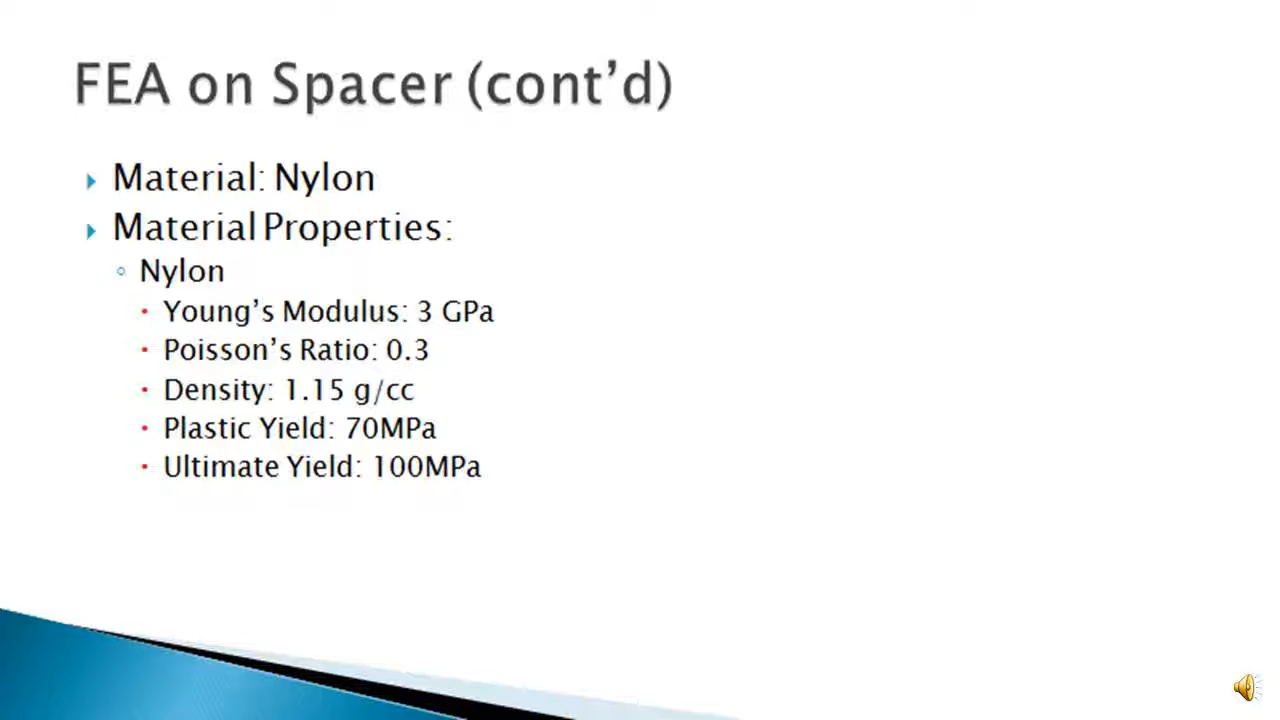 FEA on Spacer (cont’d)
Material: Nylon
Material Properties:
Nylon
Young’s Modulus: 3 GPa
Poisson’s Ratio: 0.3
Density: 1.15 g/cc
Plastic Yield: 70MPa
Ultimate Yield: 100MPa